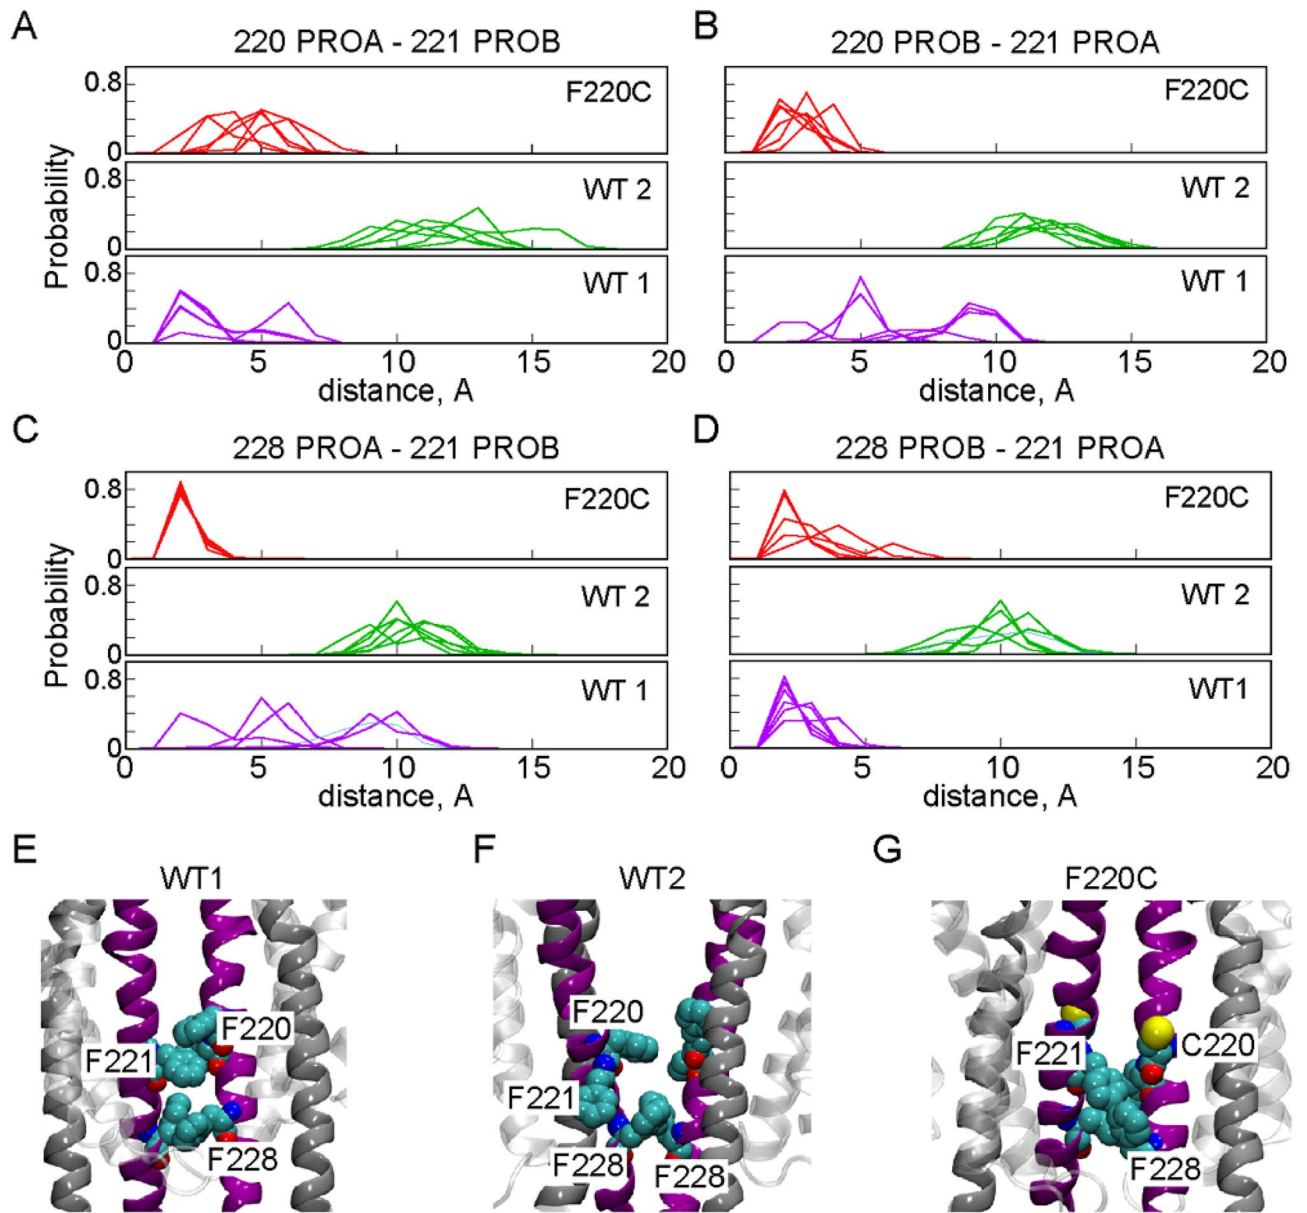 A
220 PROA - 221 PROB
B
220 PROB - 221 PROA
0.8
F220C
F220C
0
0.8
WT 2
WT 2
Probability
0
0.8
WT 1
WT 1
0
0 5 10 15 20
0 5 10 15 20
distance, A
distance, A
C
228 PROA - 221 PROB
D
228 PROB - 221 PROA
0.8
F220C
F220C
0
0.8
WT 2
WT 2
Probability
0
0.8
WT 1
WT1
0
0 5 10 15 20
0 5 10 15 20
distance, A
distance, A
E
WT1
F
WT2
G
F220C
F220
F221
F228
F220
F221
F228
F228
F221
C220
F228